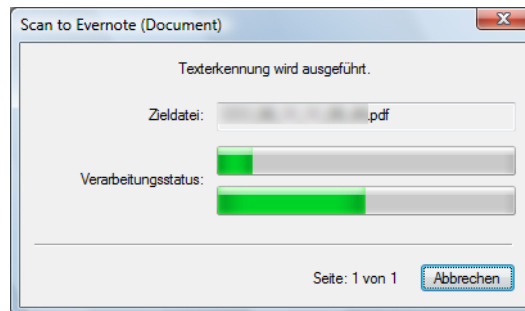 Scan to Evernote (Document)
Texterkennung wird ausgeführt.
Zieldatei: .pdf
Verarbeitungsstatus:
Seite: 1 von 1 Abbrechen